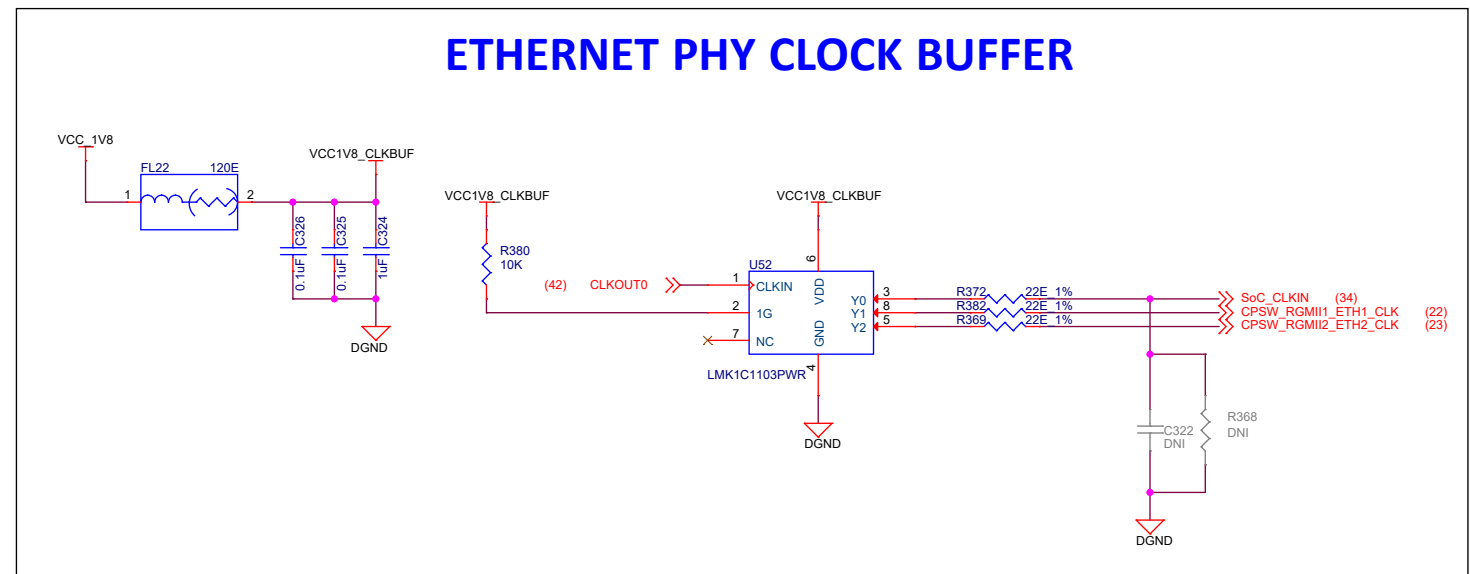 ETHERNET PHY CLOCK BUFFER
VCC_1V8
VCC1V8_CLKBUF
FL22 120E
1 2
C326
0.1uF
C325
0.1uF
C324
1uF
DGND
VCC1V8_CLKBUF
R380
10K
VCC1V8_CLKBUF
(42) CLKOUT0
U52
6
1 CLKIN
2 1G
7 NC
VDD
GND
Y0 3
Y1 8
Y2 5
4
LMK1C1103PWR
DGND
R372 22E_1%
R382 22E_1%
R369 22E_1%
SoC_CLKIN (34)
CPSW_RGMII1_ETH1_CLK (22)
CPSW_RGMII2_ETH2_CLK (23)
C322
DNI
R368
DNI
DGND